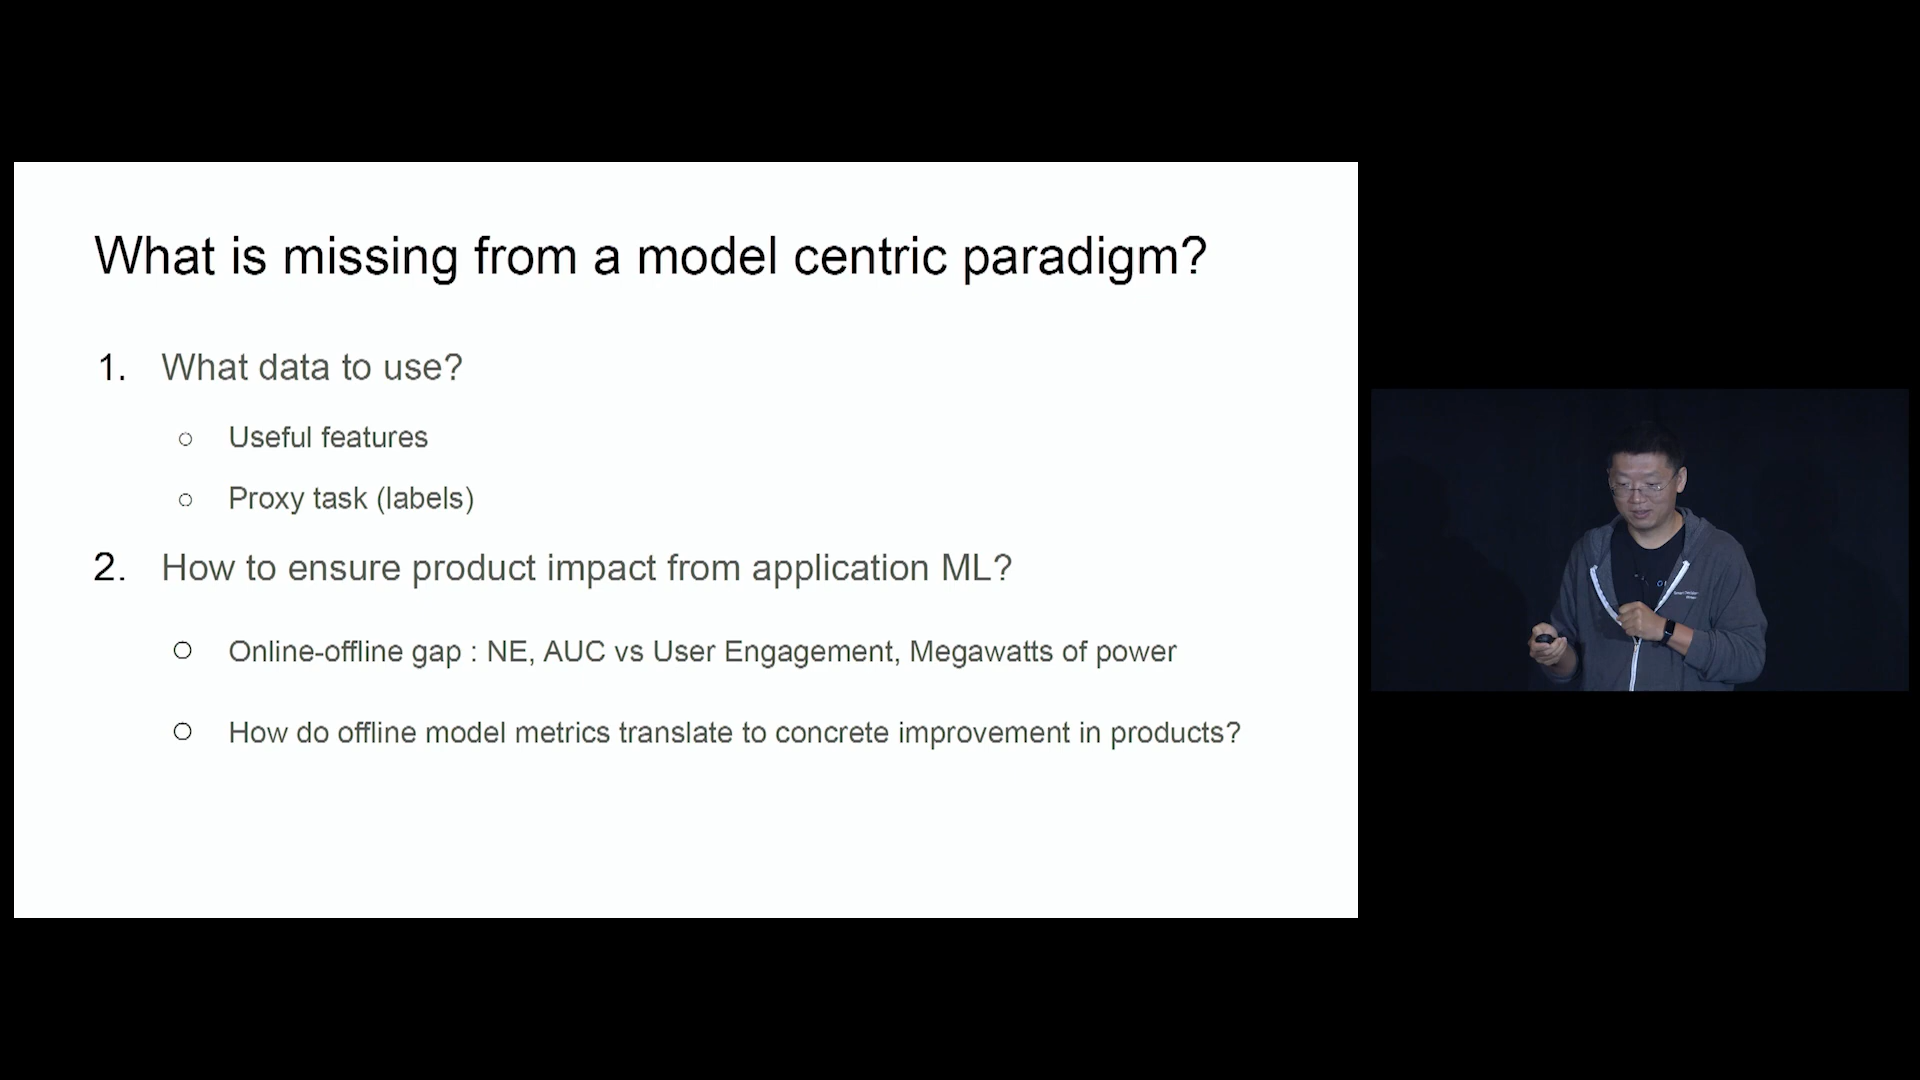 What is missing from a model centric paradigm?
1. What data to use?
○ Useful features
○ Proxy task (labels)
2. How to ensure product impact from application ML?
○ Online-offline gap : NE, AUC vs User Engagement, Megawatts of power
○ How do offline model metrics translate to concrete improvement in products?